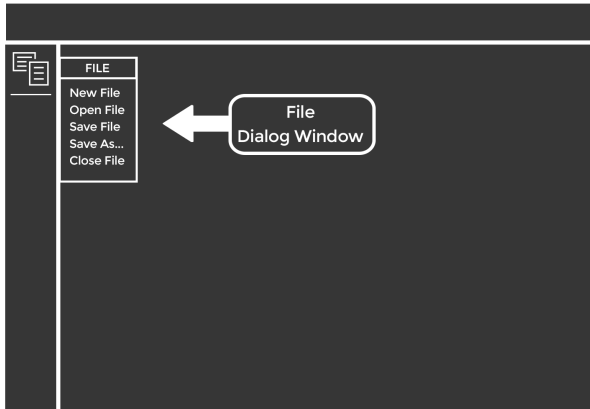 FILE
New File
Open File
Save File
Save As...
Close File
File
Dialog Window